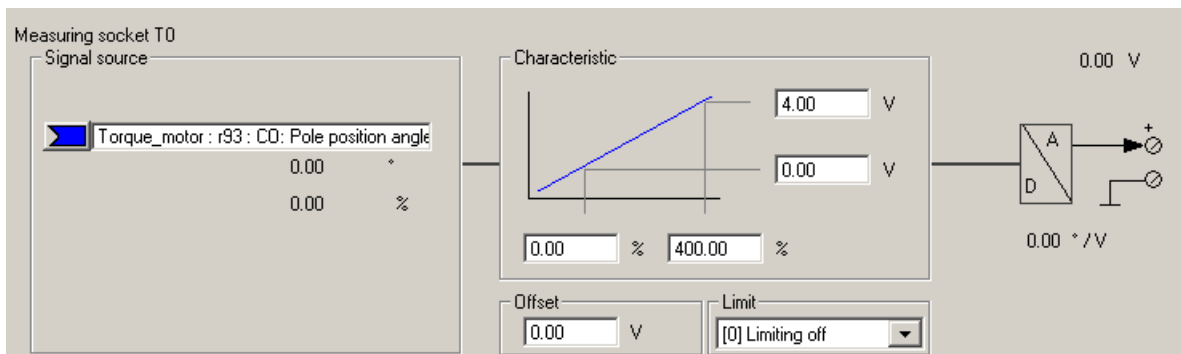 Measuring socket T0
Signal source
Characteristic
0.00 V
4.00 V
Torque_motor : r93 : CO: Pole position angle
0.00 °
0.00 V
A
D
+
0.00 %
0.00 % 400.00 %
0.00 ° / V
Offset
Limit
0.00 V
[0] Limiting off